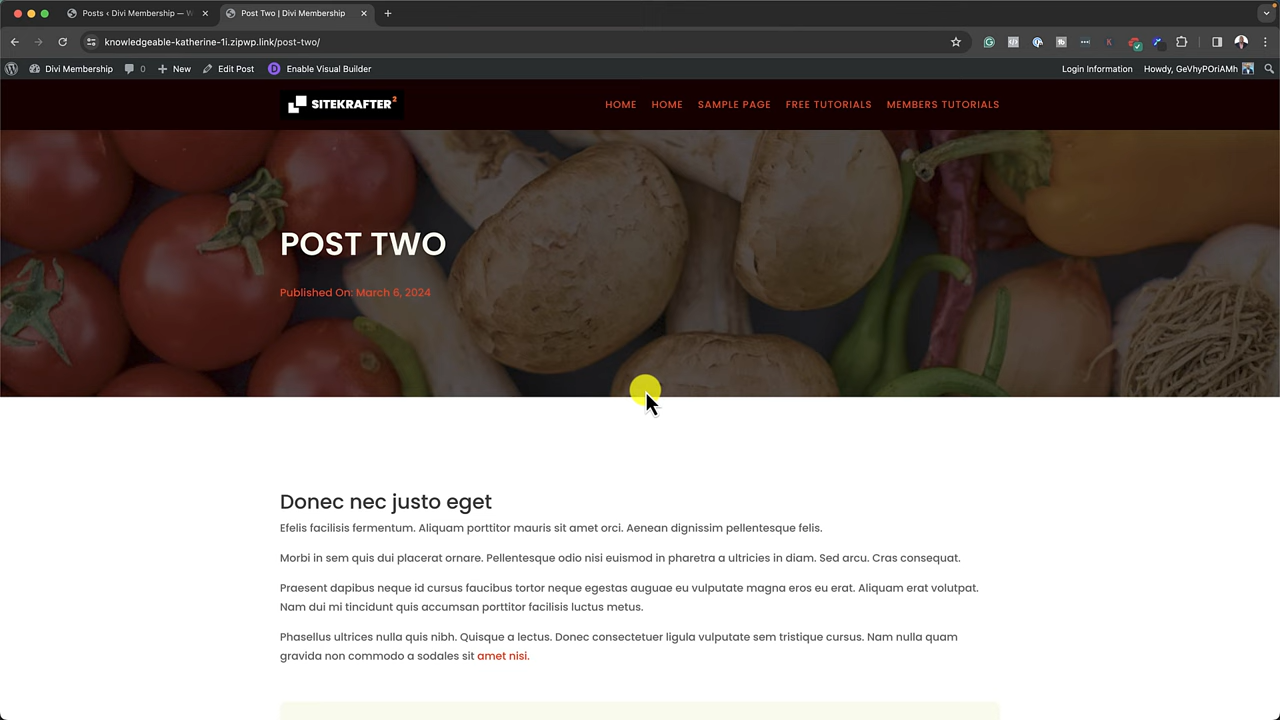 Posts ‹ Divi Membership — W
Post Two | Divi Membership
knowledgeable-katherine-1i.zipwp.link/post-two/
Divi Membership
0
New
Edit Post
D
Enable Visual Builder
Login Information
Howdy, GeVhyPOriAMh
SITEKRAFTER²
HOME
HOME
SAMPLE PAGE
FREE TUTORIALS
MEMBERS TUTORIALS
POST TWO
Published On: March 6, 2024
Donec nec justo eget
Efelis facilisis fermentum. Aliquam porttitor mauris sit amet orci. Aenean dignissim pellentesque felis.
Morbi in sem quis dui placerat ornare. Pellentesque odio nisi euismod in pharetra a ultricies in diam. Sed arcu. Cras consequat.
Praesent dapibus neque id cursus faucibus tortor neque egestas auguae eu vulputate magna eros eu erat. Aliquam erat volutpat.
Nam dui mi tincidunt quis accumsan porttitor facilisis luctus metus.
Phasellus ultrices nulla quis nibh. Quisque a lectus. Donec consectetuer ligula vulputate sem tristique cursus. Nam nulla quam
gravida non commodo a sodales sit amet nisi.